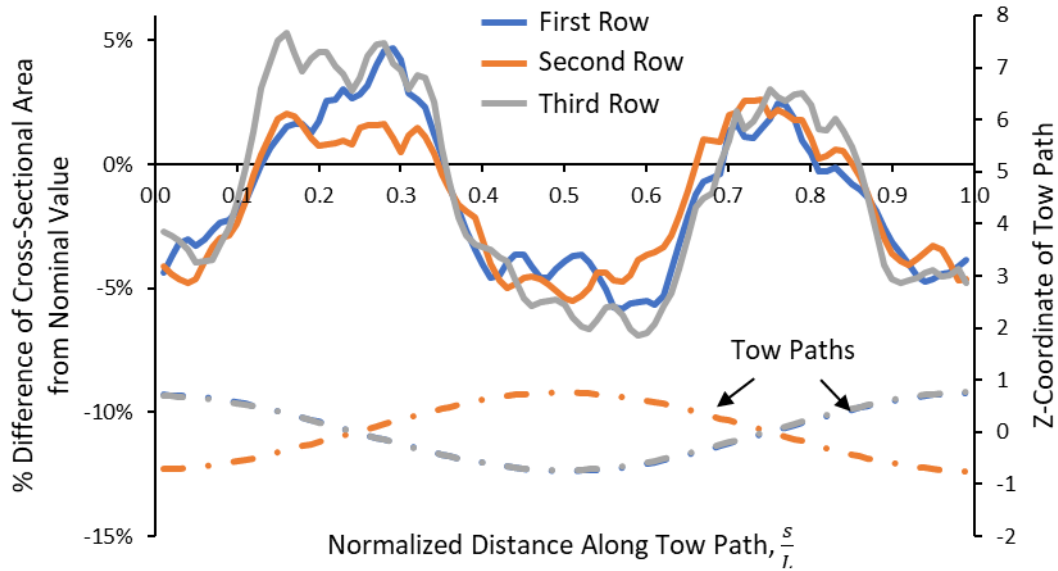 % Difference of Cross-Sectional Area
from Nominal Value
5%
0%
-5%
-10%
-15%
First Row
Second Row
Third Row
0.0 0.1 0.2 0.3 0.4 0.5 0.6 0.7 0.8 0.9 1.0
Tow Paths
8
7
6
5
4
3
2
1
0
-1
-2
Z-Coordinate of Tow Path
Normalized Distance Along Tow Path, s/L